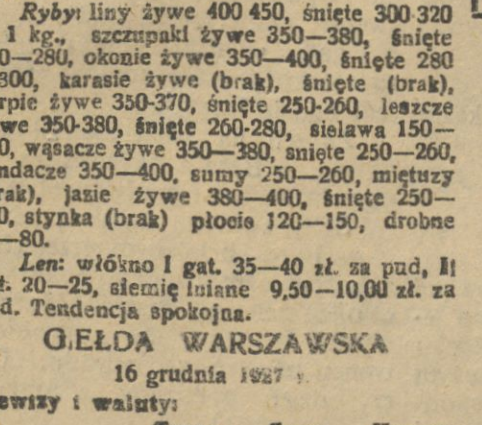 Ryby: liny żywe 400 450, śnięte 300-320
1 kg., szczupaki żywe 350—380, śnięte
0—280, okonie żywe 350—400, śnięte 280
300, karasie żywe (brak), śnięte (brak),
rpie żywe 350-370, śnięte 250-260, leszcze
we 350-380, śnięte 260-280, sielawa 150—
0, wąsacze żywe 350—380, snięte 250—260,
ndacze 350—400, sumy 250—260, miętuzy
rak), jazie żywe 380—400, śnięte 250—
0, stynka (brak) płocie 120—150, drobne
—80.
Len: włókno I gat. 35—40 zł. za pud, II
t. 20—25, siemię lniane 9,50—10,00 zł. za
d. Tendencja spokojna.
GIEŁDA WARSZAWSKA
16 grudnia 1927 r.
ewizy i waluty: